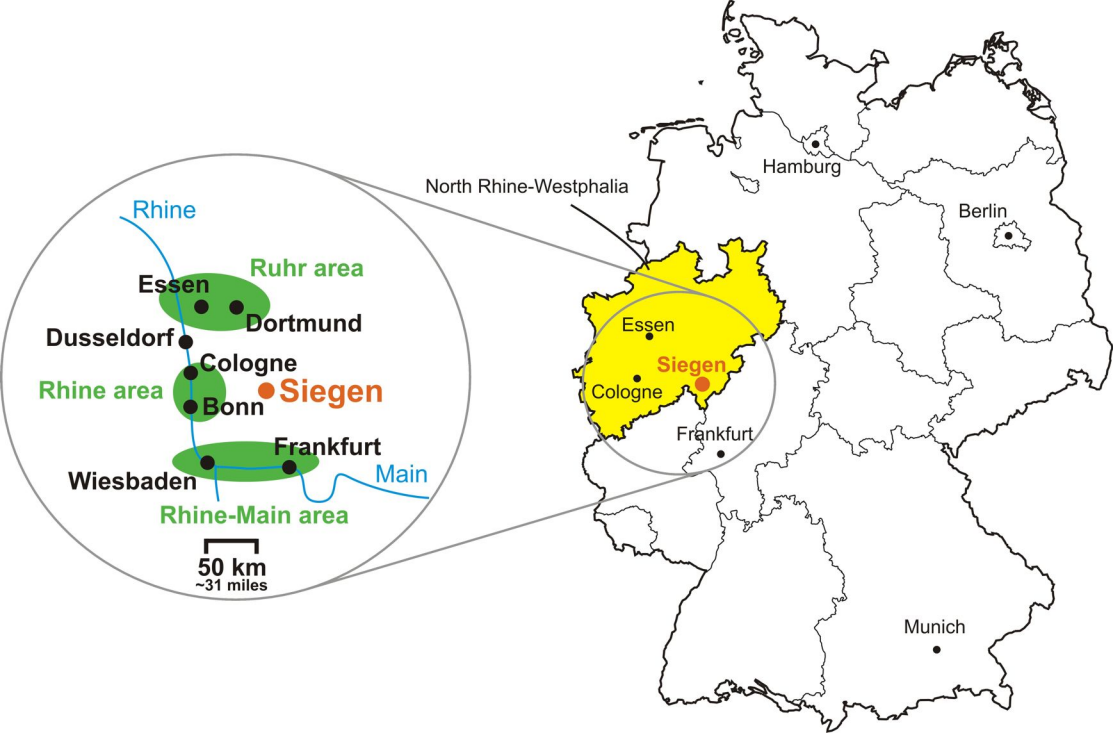 Rhine
Ruhr area
Essen
Dortmund
Dusseldorf
Cologne
Rhine area
Siegen
Bonn
Frankfurt
Wiesbaden
Main
Rhine-Main area
50 km
~31 miles
North Rhine-Westphalia
Hamburg
Berlin
Essen
Siegen
Cologne
Frankfurt
Munich